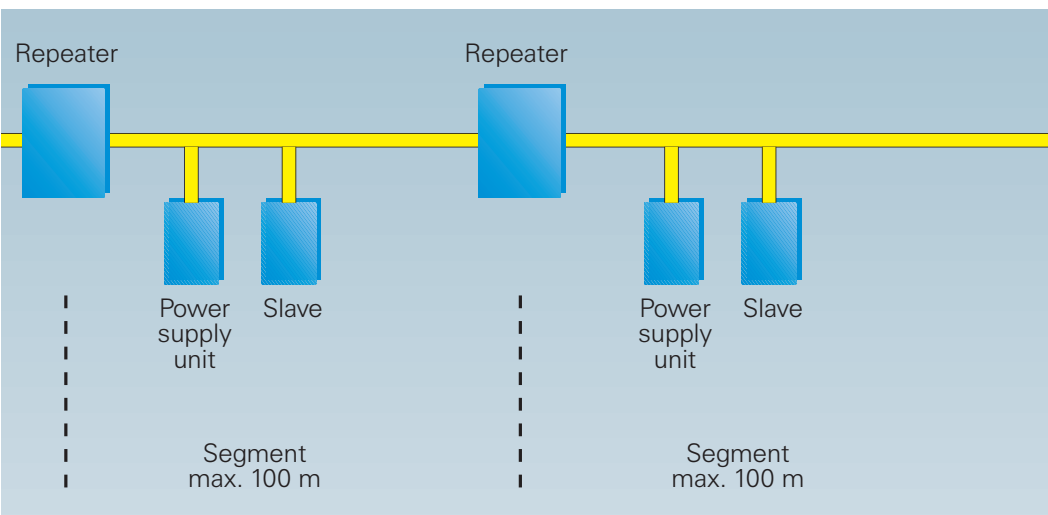 Repeater
Repeater
Power
supply
unit
Slave
Power
supply
unit
Slave
Segment
max. 100 m
Segment
max. 100 m